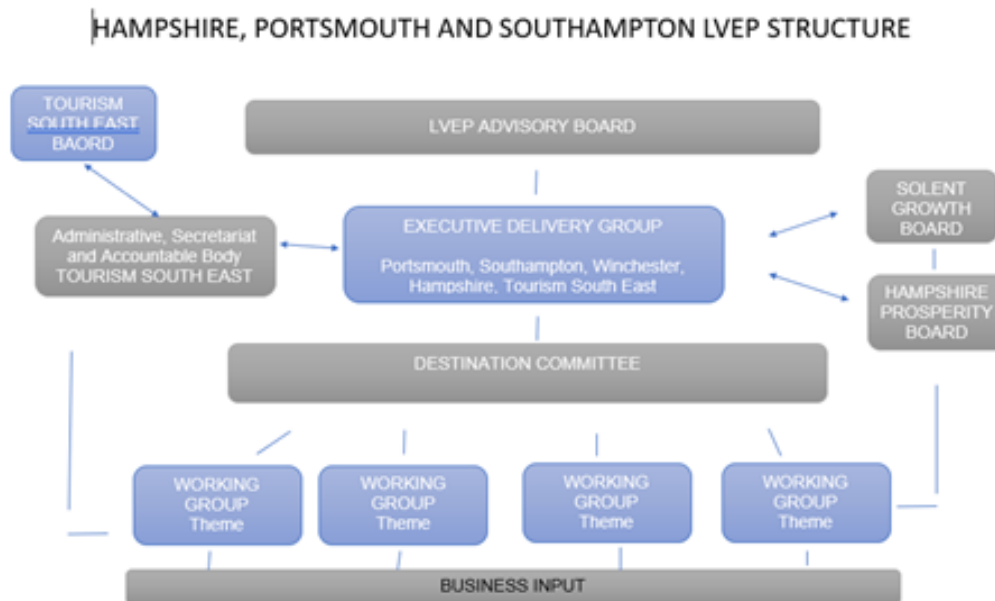 HAMPSHIRE, PORTSMOUTH AND SOUTHAMPTON LVEP STRUCTURE
TOURISM
SOUTH EAST
BAORD
LVEP ADVISORY BOARD
Administrative, Secretariat
and Accountable Body
TOURISM SOUTH EAST
EXECUTIVE DELIVERY GROUP
Portsmouth, Southampton, Winchester,
Hampshire, Tourism South East
SOLENT
GROWTH
BOARD
HAMPSHIRE
PROSPERITY
BOARD
DESTINATION COMMITTEE
WORKING
GROUP
Theme
WORKING
GROUP
Theme
WORKING
GROUP
Theme
WORKING
GROUP
Theme
BUSINESS INPUT